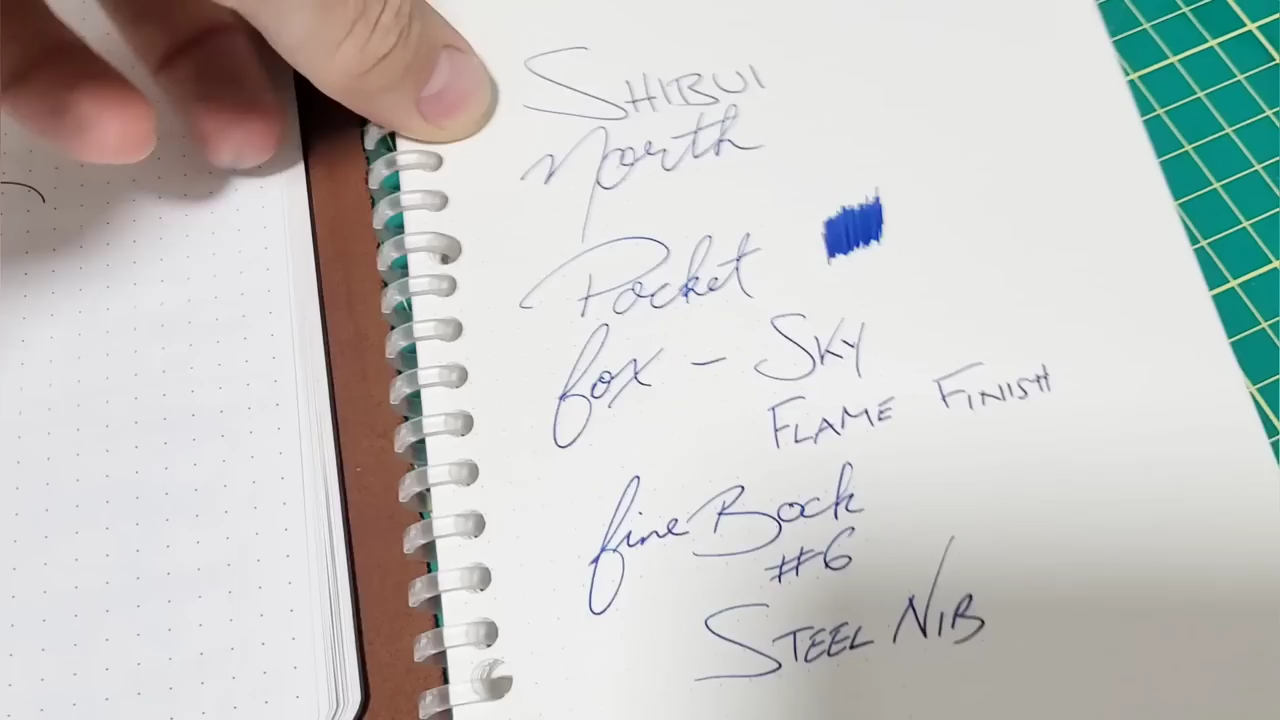 SHIBUI
North
Pocket
fox - SKY
FLAME FINISH
fine Bock
#6
STEEL NIB